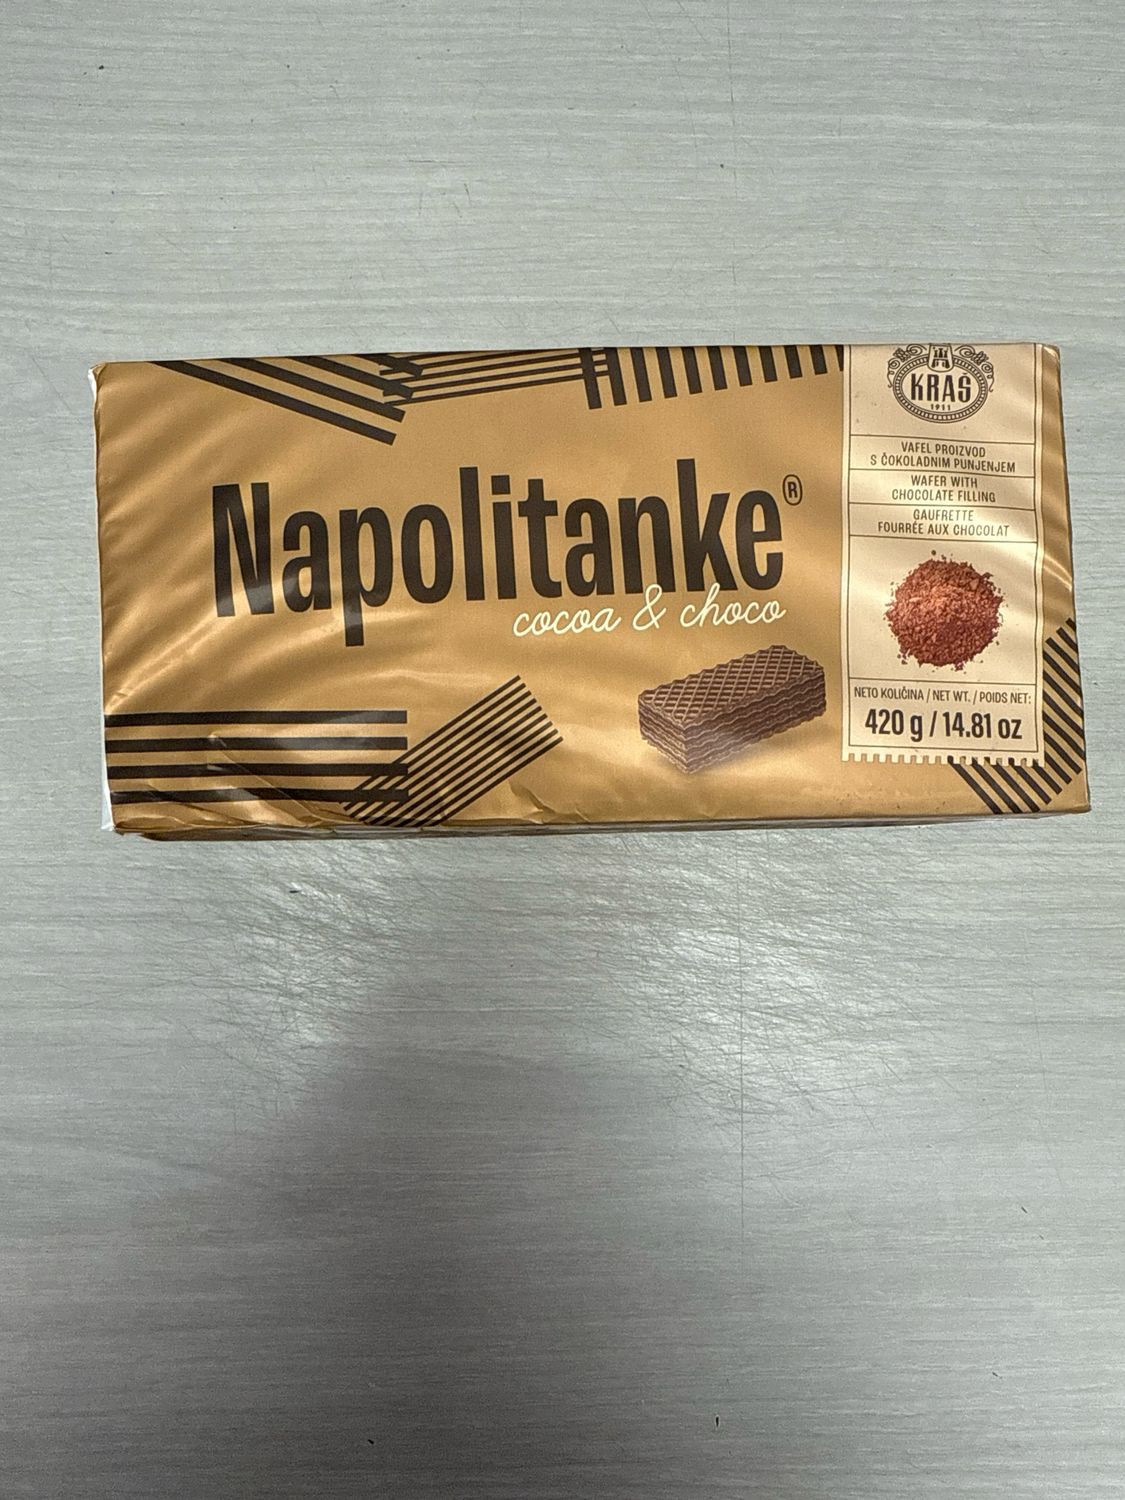 Napolitanke®
cocoa & choco
KRAŠ
1911
VAFEL PROIZVOD
S ČOKOLADNIM PUNJENJEM
WAFER WITH
CHOCOLATE FILLING
GAUFRETTE
FOURRÉE AUX CHOCOLAT
NETO KOLIČINA / NET WT. / POIDS NET:
420 g / 14.81 oz